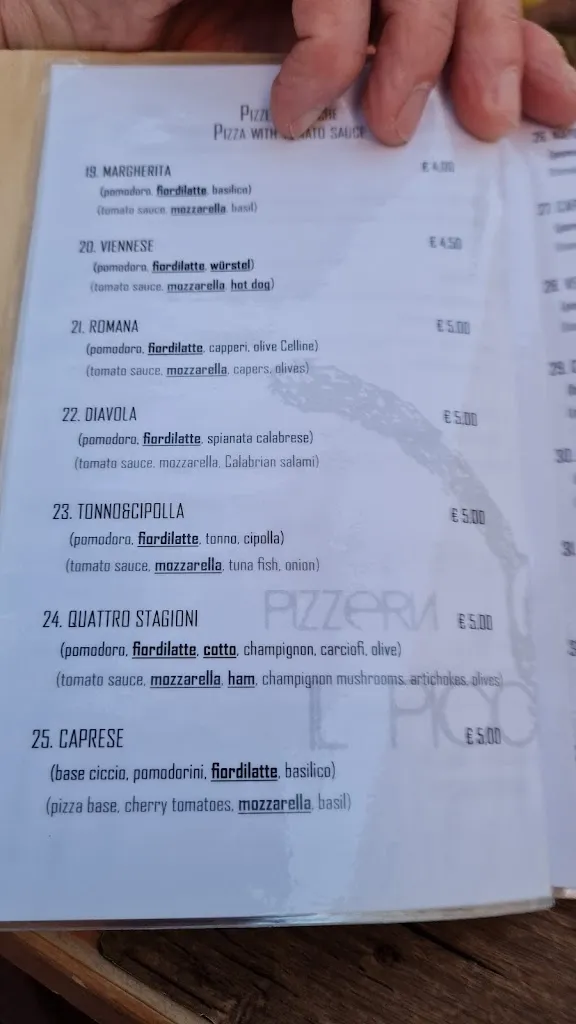 PIZZA WITH TOMATO SAUCE
19. MARGHERITA € 4,00
(pomodoro, fiordilatte, basilico)
(tomato sauce, mozzarella, basil)
20. VIENNESE € 4,50
(pomodoro, fiordilatte, würstel)
(tomato sauce, mozzarella, hot dog)
21. ROMANA € 5,00
(pomodoro, fiordilatte, capperi, olive Celline)
(tomato sauce, mozzarella, capers, olives)
22. DIAVOLA € 5,00
(pomodoro, fiordilatte, spianata calabrese)
(tomato sauce, mozzarella, Calabrian salami)
23. TONNO&CIPOLLA € 5,00
(pomodoro, fiordilatte, tonno, cipolla)
(tomato sauce, mozzarella, tuna fish, onion)
PIZZERIA
24. QUATTRO STAGIONI € 5,00
(pomodoro, fiordilatte, cotto, champignon, carciofi, olive)
(tomato sauce, mozzarella, ham, champignon mushrooms, artichokes, olives)
IL
25. CAPRESE € 5,00
(base ciccio, pomodorini, fiordilatte, basilico)
(pizza base, cherry tomatoes, mozzarella, basil)